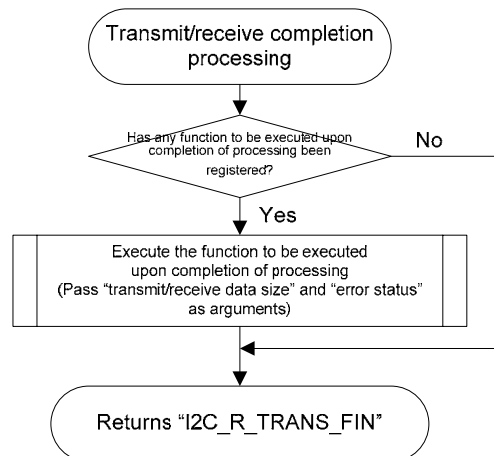 Transmit/receive completion
processing
Has any function to be executed upon
completion of processing been
registered?
No
Yes
Execute the function to be executed
upon completion of processing
(Pass “transmit/receive data size” and “error status”
as arguments)
Returns “I2C_R_TRANS_FIN”